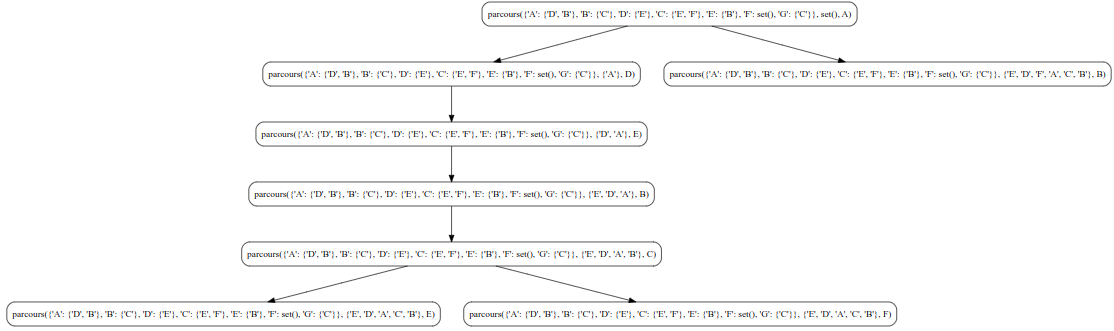 parcours({'A': {'D', 'B'}, 'B': {'C'}, 'D': {'E'}, 'C': {'E', 'F'}, 'E': {'B'}, 'F': set(), 'G': {'C'}}, set(), A)
parcours({'A': {'D', 'B'}, 'B': {'C'}, 'D': {'E'}, 'C': {'E', 'F'}, 'E': {'B'}, 'F': set(), 'G': {'C'}}, {'A'}, D)
parcours({'A': {'D', 'B'}, 'B': {'C'}, 'D': {'E'}, 'C': {'E', 'F'}, 'E': {'B'}, 'F': set(), 'G': {'C'}}, {'E', 'D', 'F', 'A', 'C', 'B'}, B)
parcours({'A': {'D', 'B'}, 'B': {'C'}, 'D': {'E'}, 'C': {'E', 'F'}, 'E': {'B'}, 'F': set(), 'G': {'C'}}, {'D', 'A'}, E)
parcours({'A': {'D', 'B'}, 'B': {'C'}, 'D': {'E'}, 'C': {'E', 'F'}, 'E': {'B'}, 'F': set(), 'G': {'C'}}, {'E', 'D', 'A'}, B)
parcours({'A': {'D', 'B'}, 'B': {'C'}, 'D': {'E'}, 'C': {'E', 'F'}, 'E': {'B'}, 'F': set(), 'G': {'C'}}, {'E', 'D', 'A', 'B'}, C)
parcours({'A': {'D', 'B'}, 'B': {'C'}, 'D': {'E'}, 'C': {'E', 'F'}, 'E': {'B'}, 'F': set(), 'G': {'C'}}, {'E', 'D', 'A', 'C', 'B'}, E)
parcours({'A': {'D', 'B'}, 'B': {'C'}, 'D': {'E'}, 'C': {'E', 'F'}, 'E': {'B'}, 'F': set(), 'G': {'C'}}, {'E', 'D', 'A', 'C', 'B'}, F)